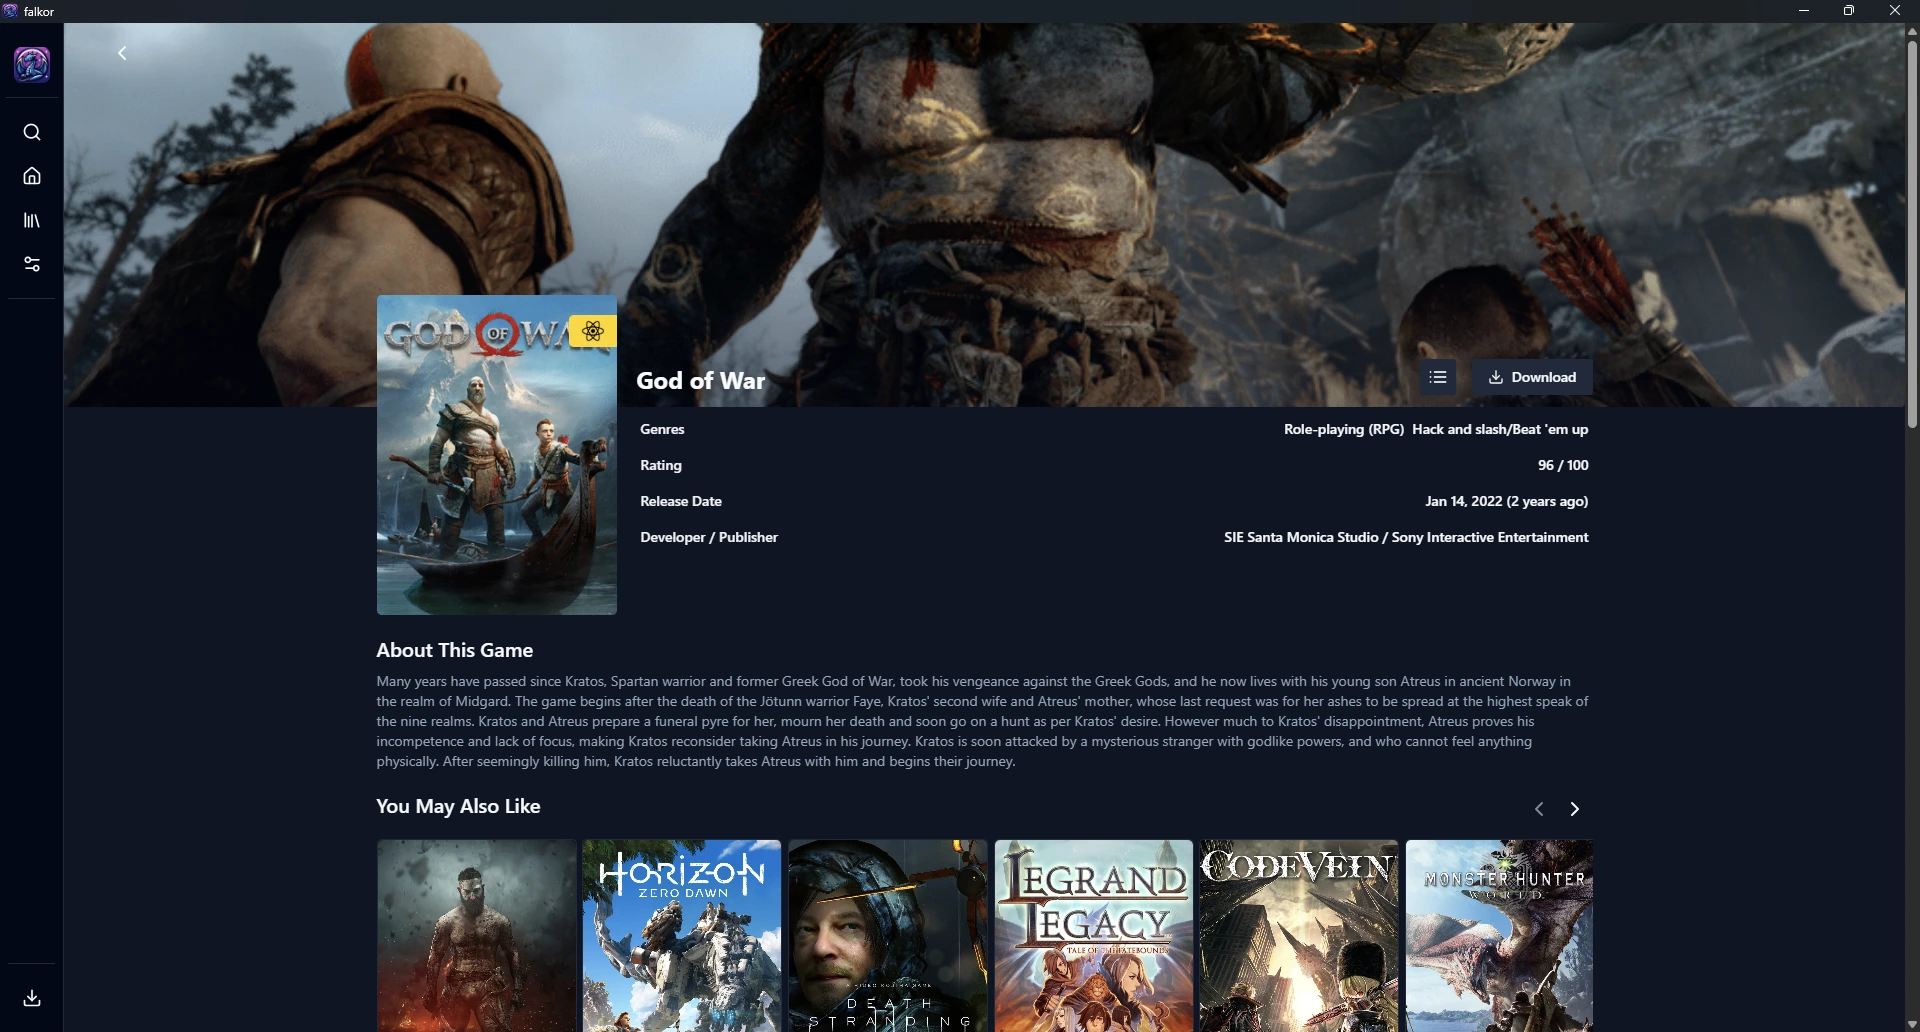 falkor
GOD OF WA
God of War
Download
Genres
Role-playing (RPG) Hack and slash/Beat 'em up
Rating
96 / 100
Release Date
Jan 14, 2022 (2 years ago)
Developer / Publisher
SIE Santa Monica Studio / Sony Interactive Entertainment
About This Game
Many years have passed since Kratos, Spartan warrior and former Greek God of War, took his vengeance against the Greek Gods, and he now lives with his young son Atreus in ancient Norway in
the realm of Midgard. The game begins after the death of the Jötunn warrior Faye, Kratos' second wife and Atreus' mother, whose last request was for her ashes to be spread at the highest speak of
the nine realms. Kratos and Atreus prepare a funeral pyre for her, mourn her death and soon go on a hunt as per Kratos' desire. However much to Kratos' disappointment, Atreus proves his
incompetence and lack of focus, making Kratos reconsider taking Atreus in his journey. Kratos is soon attacked by a mysterious stranger with godlike powers, and who cannot feel anything
physically. After seemingly killing him, Kratos reluctantly takes Atreus with him and begins their journey.
You May Also Like
HORIZON
ZERO DAWN
A HIDEO KOJIMA GAME
DEATH
STRANDING
LEGRAND
LEGACY
TALE OF THE FATEBOUNDS
CODE VEIN
MONSTER HUNTER
WORLD